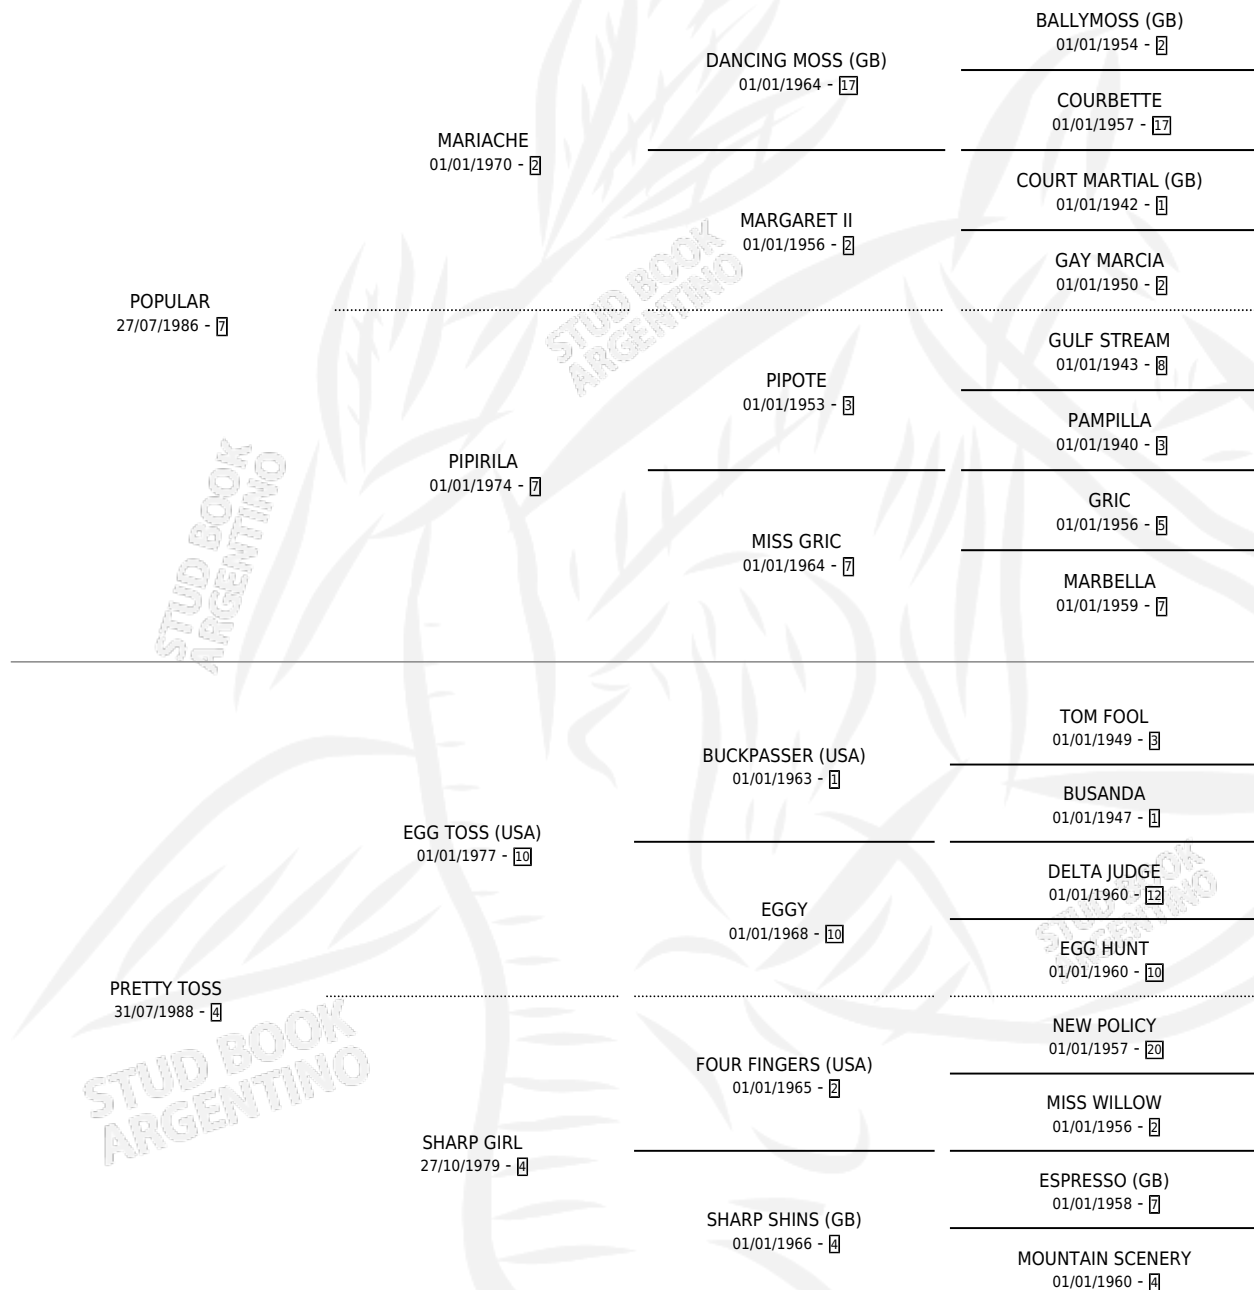 BALLYMOSS (GB)
01/01/1954 - 2
DANCING MOSS (GB)
01/01/1964 - 17
COURBETTE
01/01/1957 - 17
MARIACHE
01/01/1970 - 2
COURT MARTIAL (GB)
01/01/1942 - 1
MARGARET II
01/01/1956 - 2
GAY MARCIA
01/01/1950 - 2
POPULAR
27/07/1986 - 7
GULF STREAM
01/01/1943 - 8
PIPOTE
01/01/1953 - 3
PAMPILLA
01/01/1940 - 3
PIPIRILA
01/01/1974 - 7
GRIC
01/01/1956 - 5
MISS GRIC
01/01/1964 - 7
MARBELLA
01/01/1959 - 7
TOM FOOL
01/01/1949 - 3
BUCKPASSER (USA)
01/01/1963 - 1
BUSANDA
01/01/1947 - 1
EGG TOSS (USA)
01/01/1977 - 10
DELTA JUDGE
01/01/1960 - 12
EGGY
01/01/1968 - 10
EGG HUNT
01/01/1960 - 10
PRETTY TOSS
31/07/1988 - 4
NEW POLICY
01/01/1957 - 20
FOUR FINGERS (USA)
01/01/1965 - 2
MISS WILLOW
01/01/1956 - 2
SHARP GIRL
27/10/1979 - 4
ESPRESSO (GB)
01/01/1958 - 7
SHARP SHINS (GB)
01/01/1966 - 4
MOUNTAIN SCENERY
01/01/1960 - 4
STUD BOOK
ARGENTINO
STUD BOOK
ARGENTINO
STUD BOOK
ARGENTINO
STUD BOOK
ARGENTINO